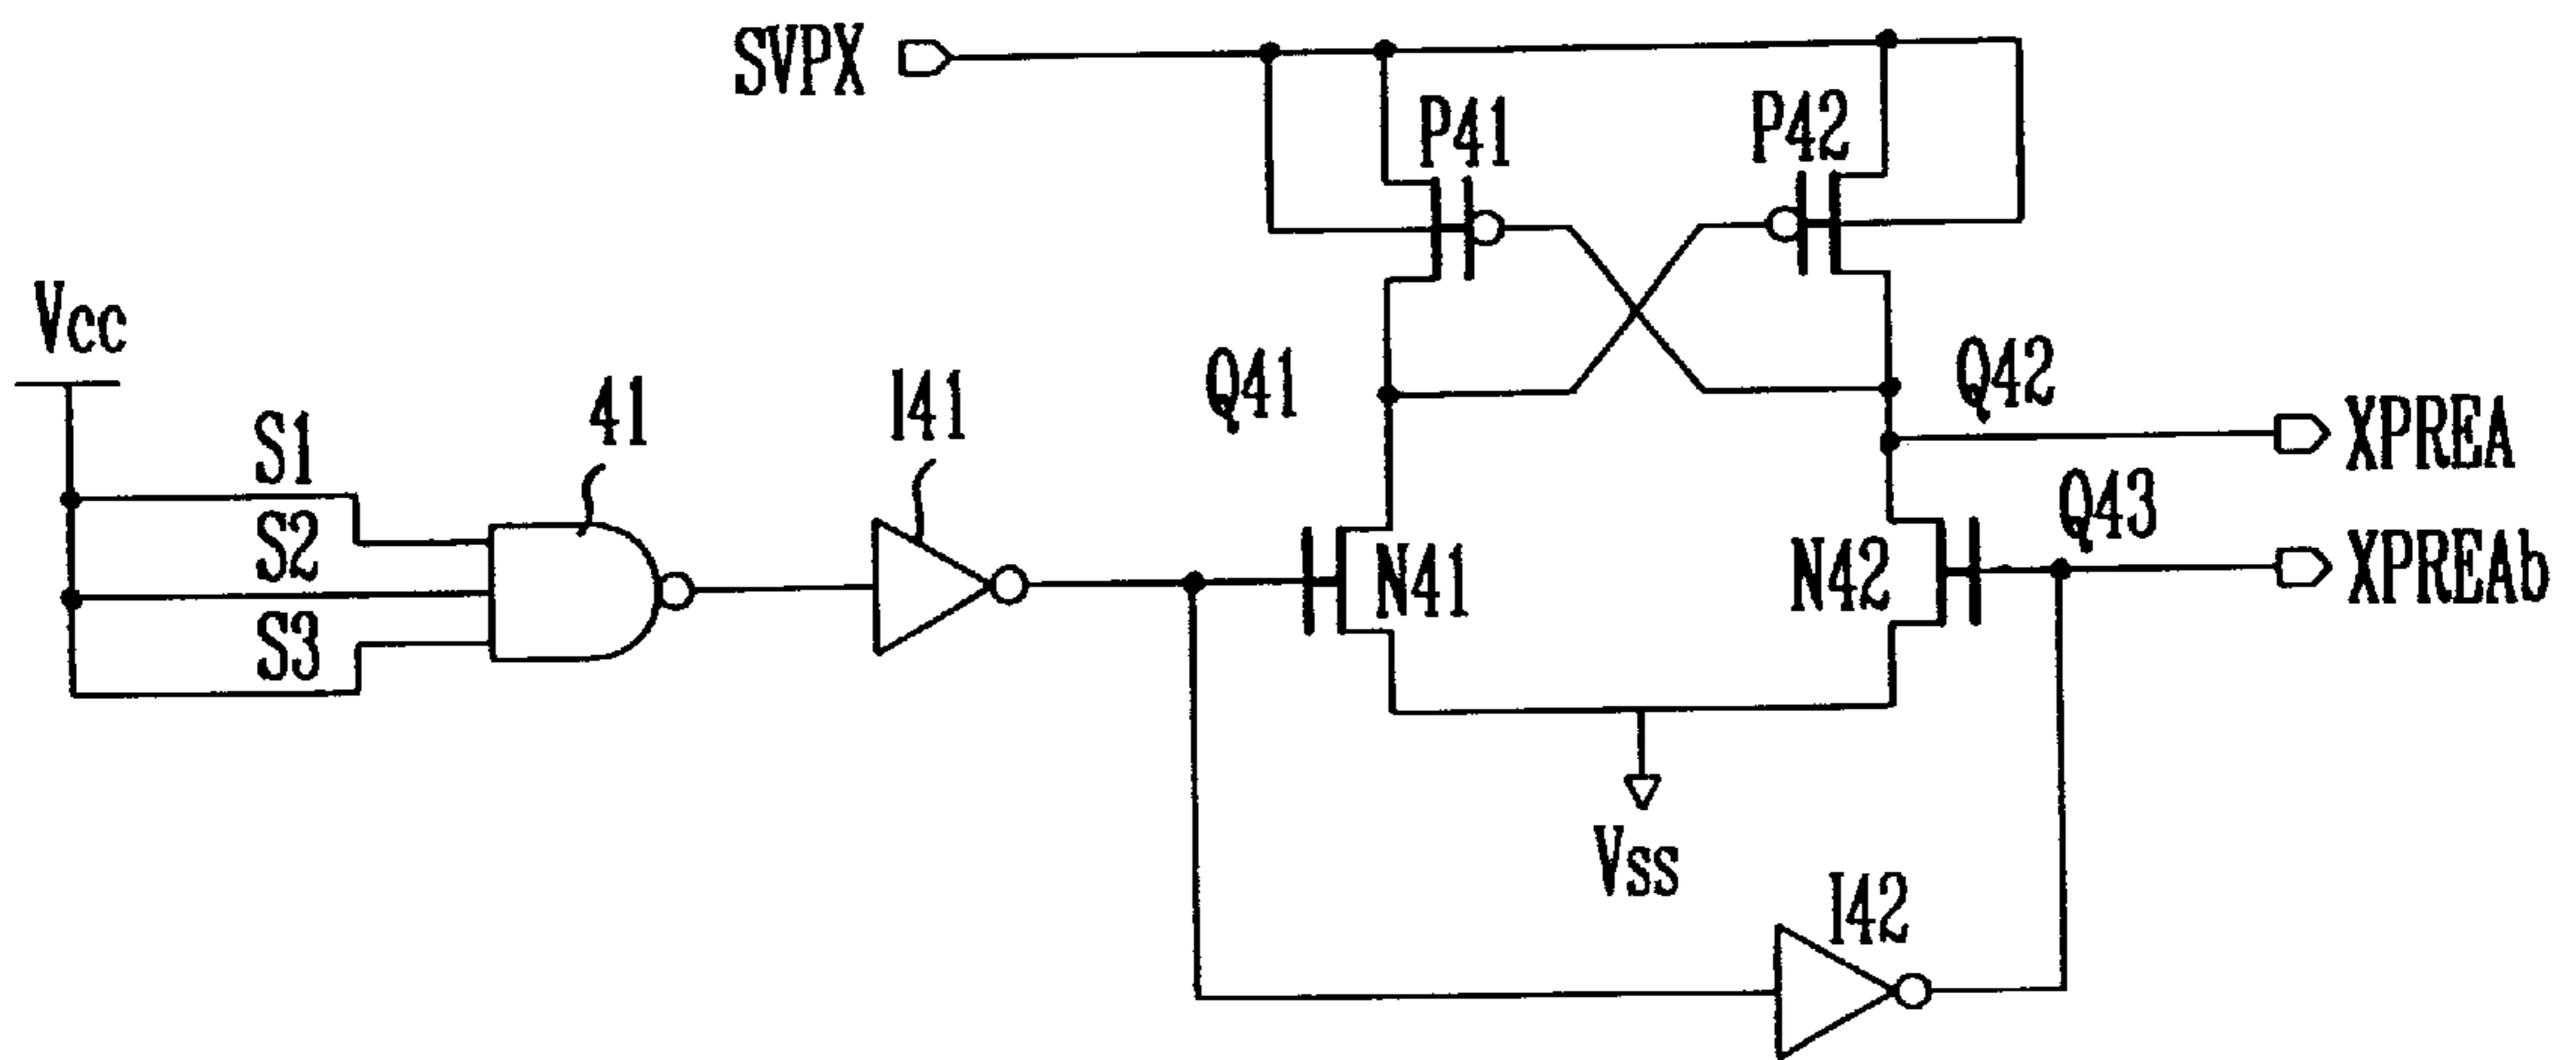 SVPX
P41
P42
Vcc
S1
S2
S3
41
I41
Q41
Q42
XPREA
Q43
XPREAb
N41
N42
Vss
I42